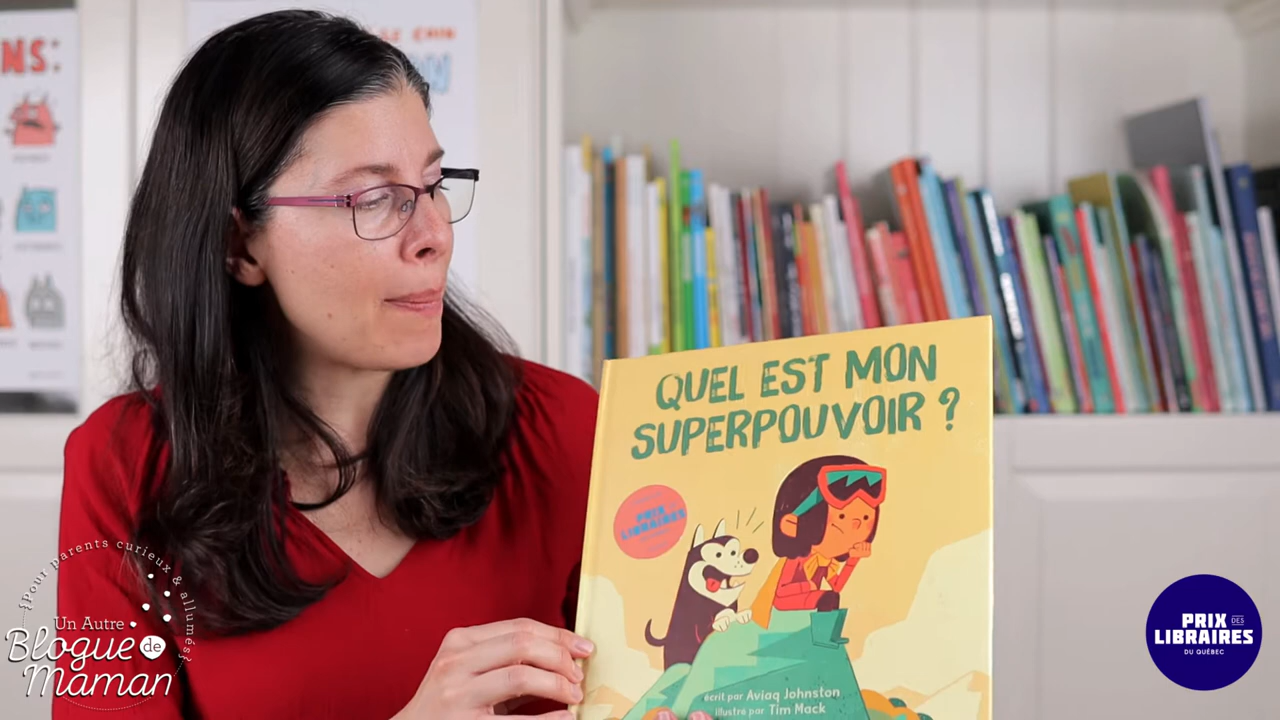 NS:
QUEL EST MON
SUPERPOUVOIR ?
PRIX
LIBRAIRES
écrit par Aviaq Johnston
illustré par Tim Mack
{Pour parents curieux & allumés}
Un Autre
Blogue de
Maman
PRIX DES
LIBRAIRES
DU QUÉBEC